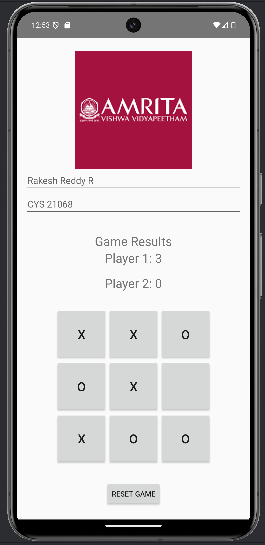 12:53
AMRITA
VISHWA VIDYAPEETHAM
Rakesh Reddy R
CYS 21068
Game Results
Player 1: 3
Player 2: 0
X X O
O X
X O O
RESET GAME